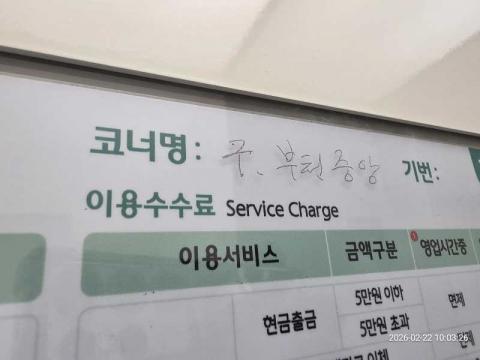 코너명 : 구. 부천중앙 기번 :
이용수수료 Service Charge
이용서비스 금액구분 영업시간중
현금출금 5만원 이하 면제
5만원 초과 면제
2026-02-22 10:03:26